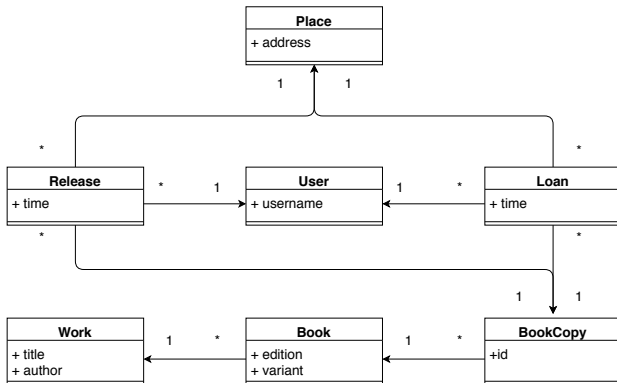 Place
+ address
1 1
* *
Release User Loan
* 1 1 *
+ time + username + time
* *
1 1
Work Book BookCopy
1 * 1 *
+ title + edition +id
+ author + variant